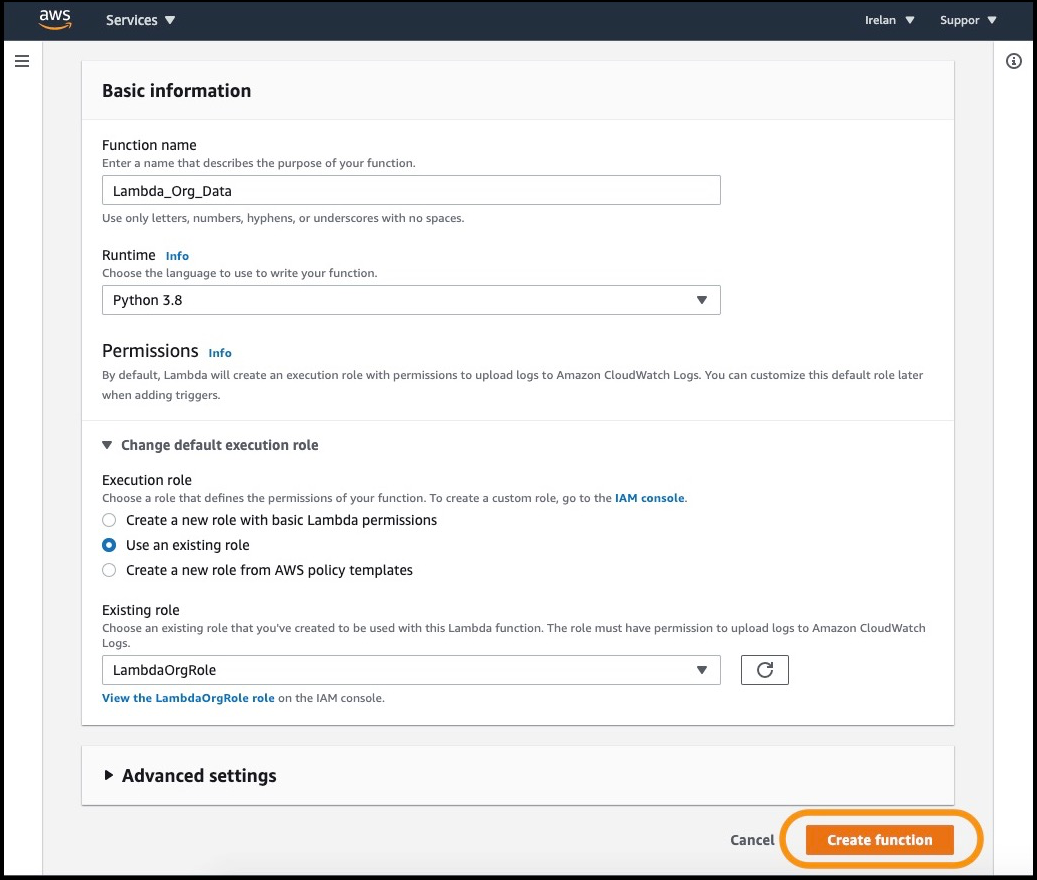 aws
Services
Irelan
Suppor
Basic information
Function name
Enter a name that describes the purpose of your function.
Lambda_Org_Data
Use only letters, numbers, hyphens, or underscores with no spaces.
Runtime Info
Choose the language to use to write your function.
Python 3.8
Permissions Info
By default, Lambda will create an execution role with permissions to upload logs to Amazon CloudWatch Logs. You can customize this default role later
when adding triggers.
Change default execution role
Execution role
Choose a role that defines the permissions of your function. To create a custom role, go to the IAM console.
Create a new role with basic Lambda permissions
Use an existing role
Create a new role from AWS policy templates
Existing role
Choose an existing role that you've created to be used with this Lambda function. The role must have permission to upload logs to Amazon CloudWatch
Logs.
LambdaOrgRole
View the LambdaOrgRole role on the IAM console.
Advanced settings
Cancel
Create function